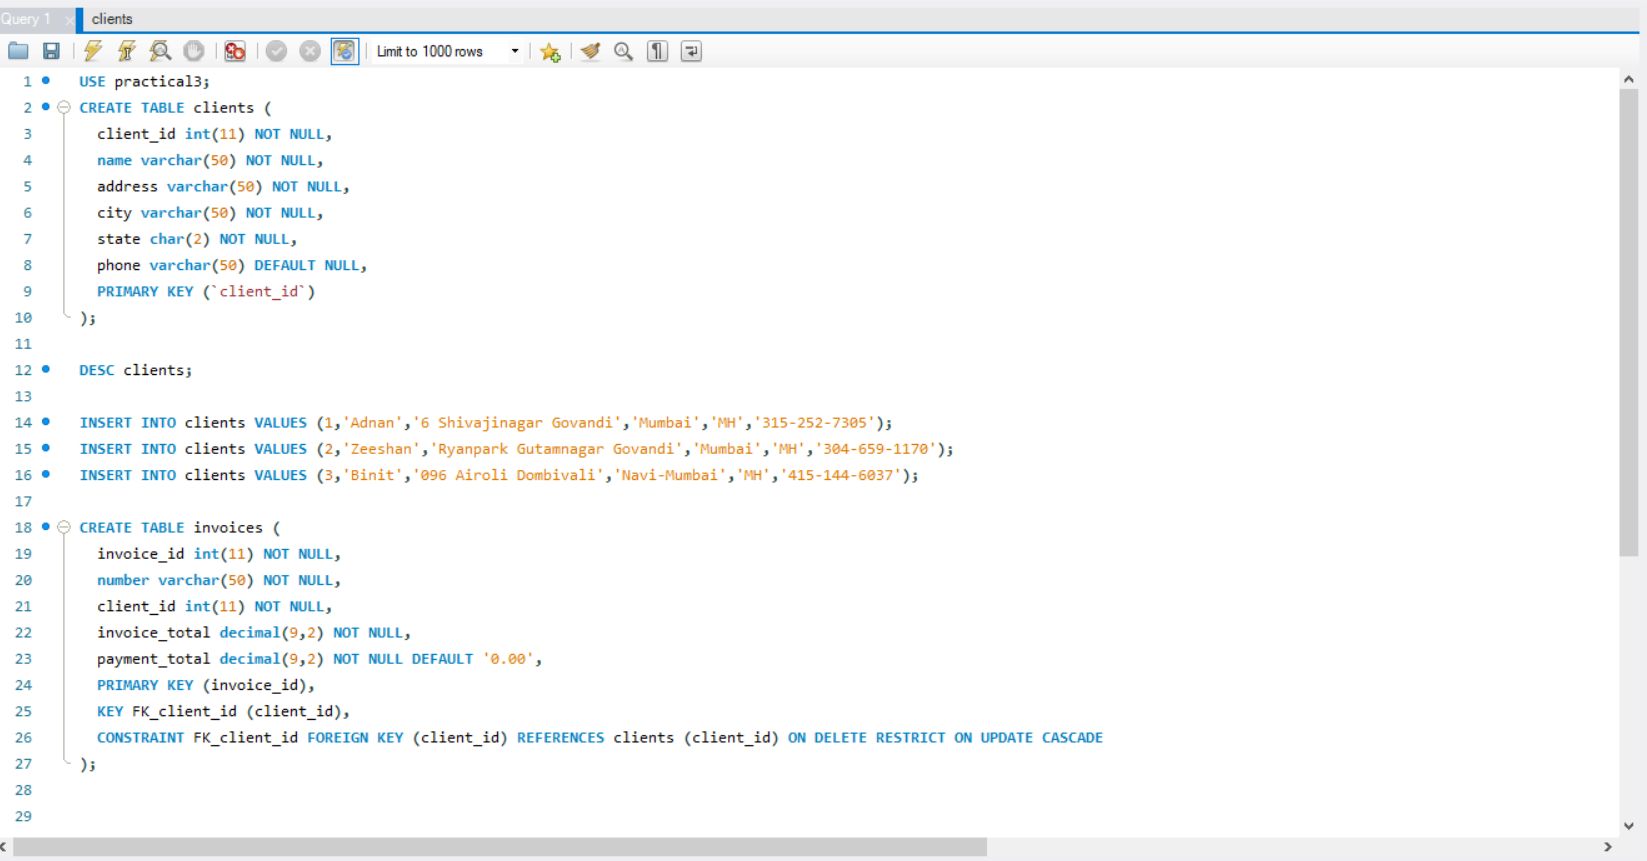 Query 1 × clients
Limit to 1000 rows
1 USE practical3;
2 CREATE TABLE clients (
3 client_id int(11) NOT NULL,
4 name varchar(50) NOT NULL,
5 address varchar(50) NOT NULL,
6 city varchar(50) NOT NULL,
7 state char(2) NOT NULL,
8 phone varchar(50) DEFAULT NULL,
9 PRIMARY KEY (`client_id`)
10 );
11
12 DESC clients;
13
14 INSERT INTO clients VALUES (1,'Adnan','6 Shivajinagar Govandi','Mumbai','MH','315-252-7305');
15 INSERT INTO clients VALUES (2,'Zeeshan','Ryanpark Gutamnagar Govandi','Mumbai','MH','304-659-1170');
16 INSERT INTO clients VALUES (3,'Binit','096 Airoli Dombivali','Navi-Mumbai','MH','415-144-6037');
17
18 CREATE TABLE invoices (
19 invoice_id int(11) NOT NULL,
20 number varchar(50) NOT NULL,
21 client_id int(11) NOT NULL,
22 invoice_total decimal(9,2) NOT NULL,
23 payment_total decimal(9,2) NOT NULL DEFAULT '0.00',
24 PRIMARY KEY (invoice_id),
25 KEY FK_client_id (client_id),
26 CONSTRAINT FK_client_id FOREIGN KEY (client_id) REFERENCES clients (client_id) ON DELETE RESTRICT ON UPDATE CASCADE
27 );
28
29